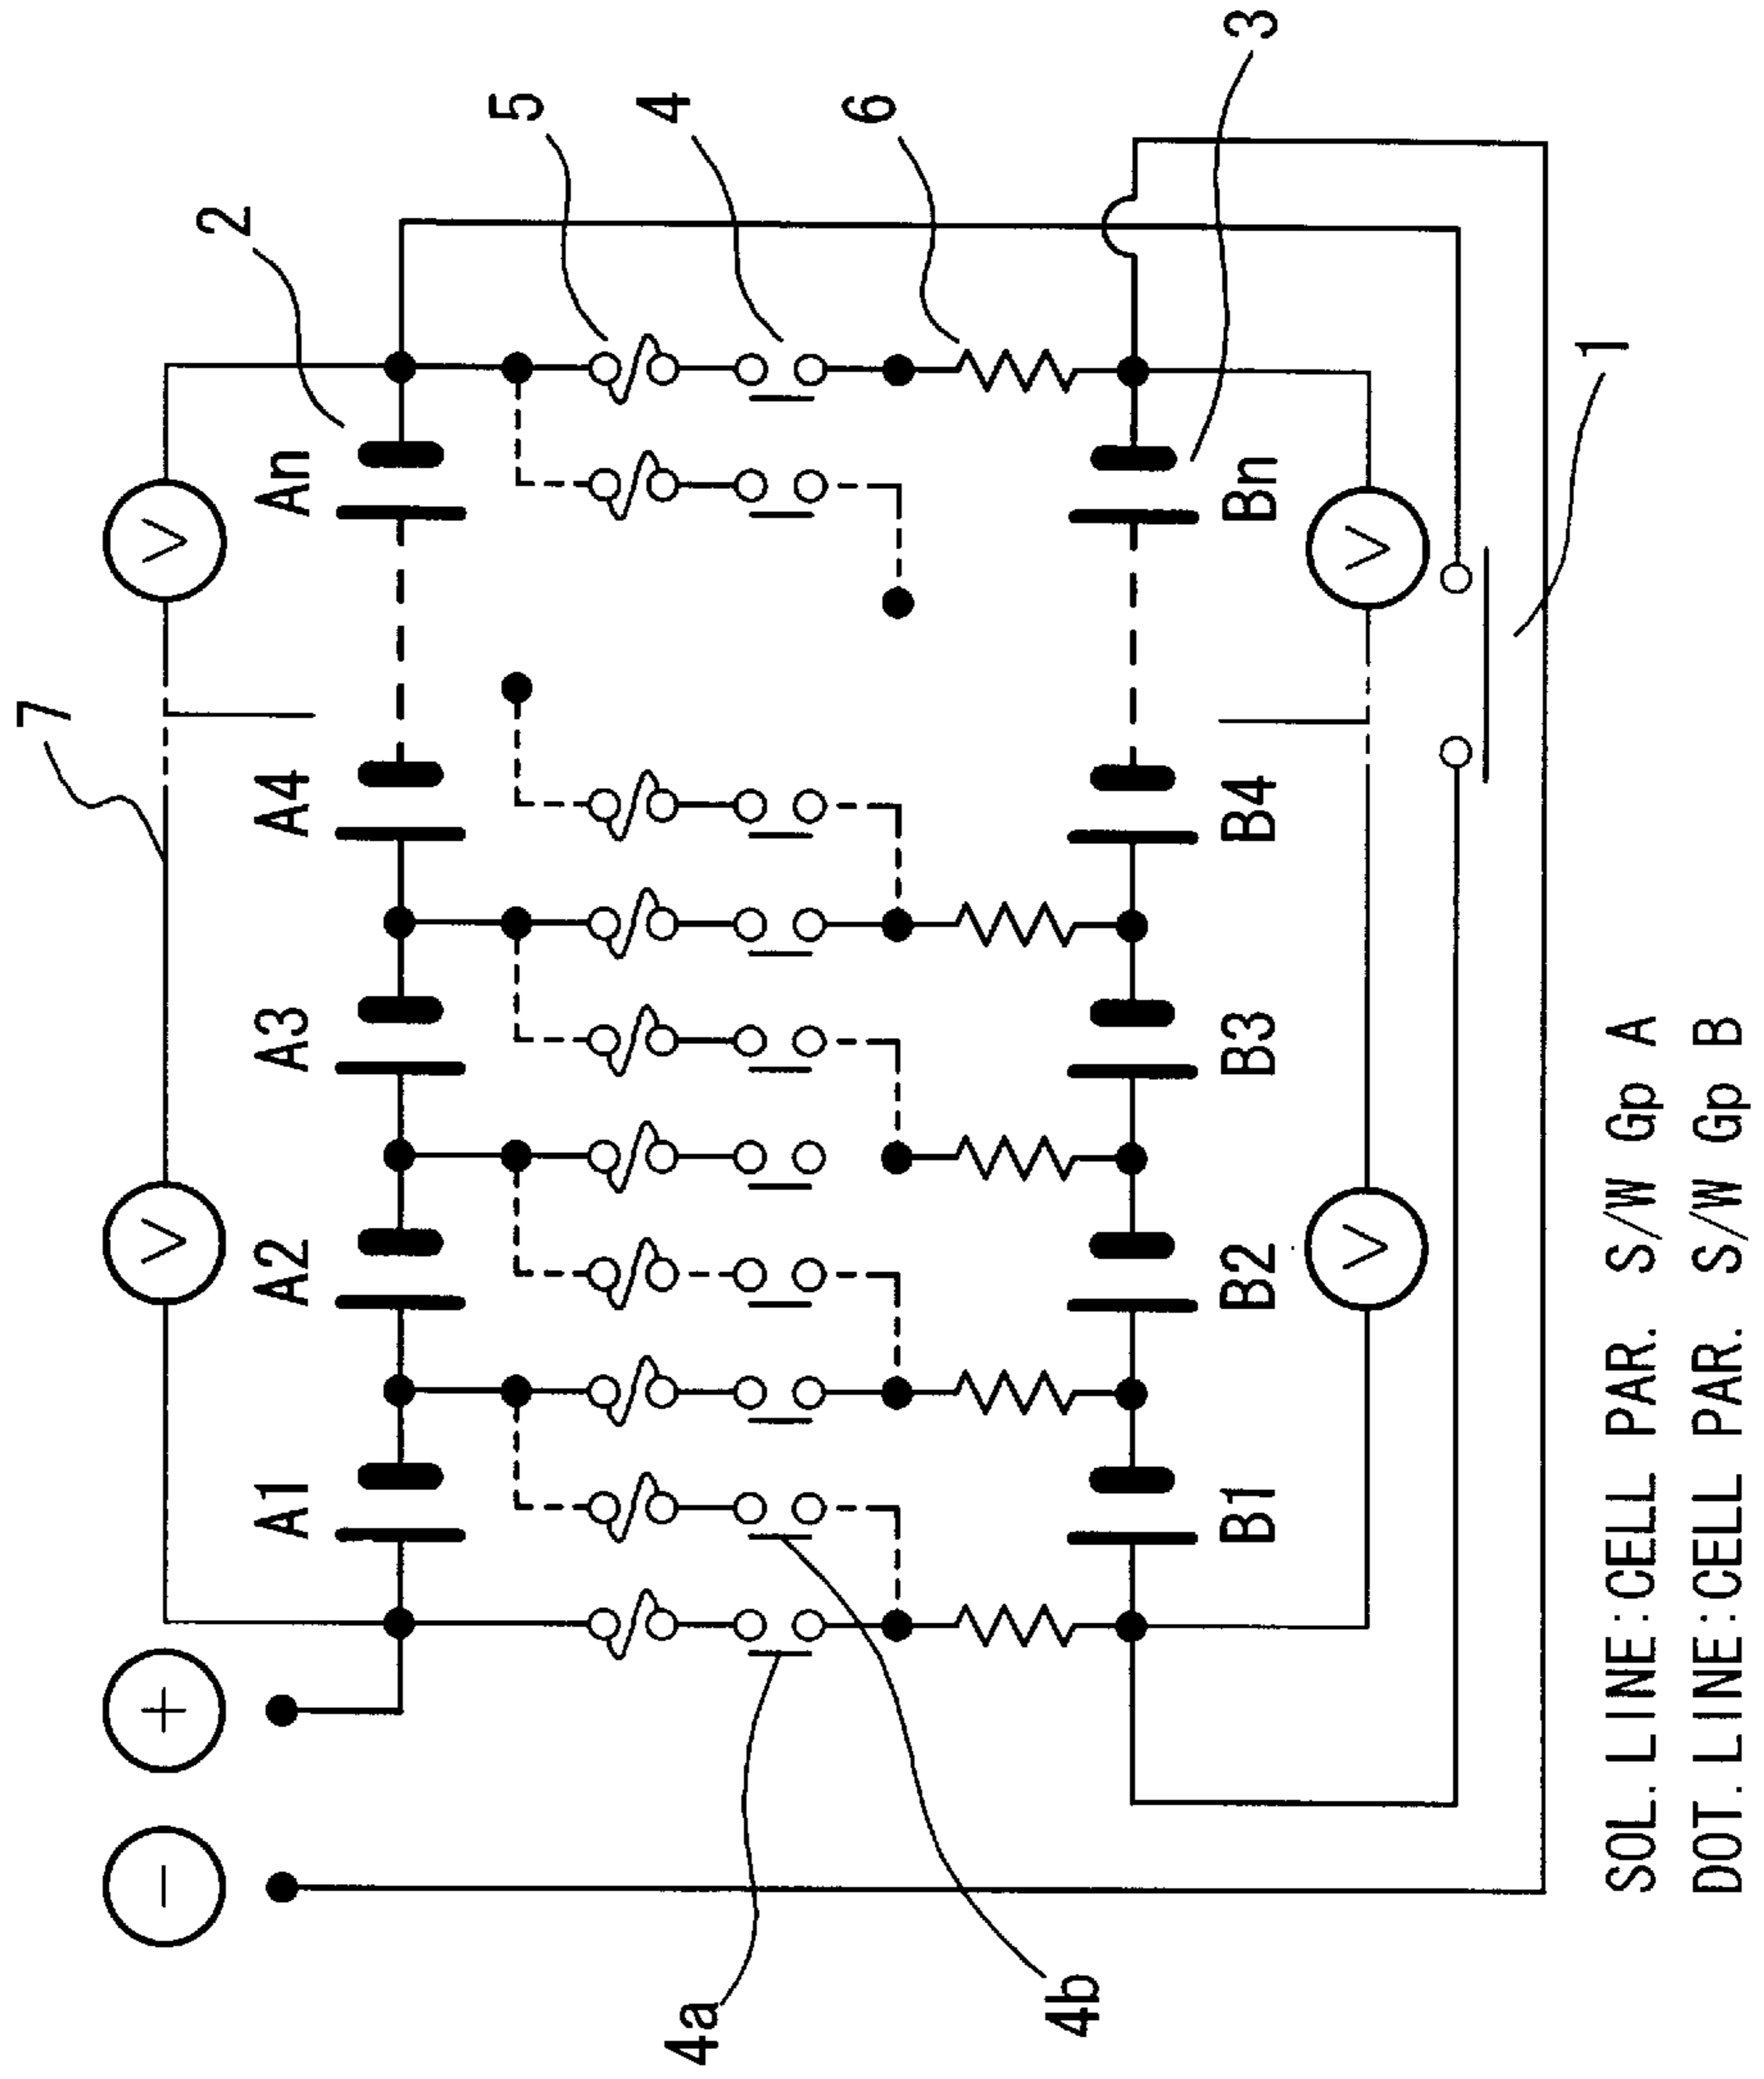 7
2
5
4
6
3
V
V
A1
A2
A3
A4
An
+
-
B1
B2
B3
B4
Bn
V
V
1
4a
4b
SOL.LINE:CELL PAR. S/W Gp A
DOT.LINE:CELL PAR. S/W Gp B